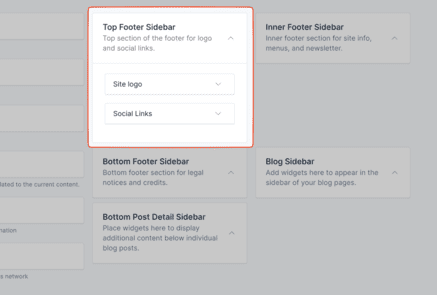 Top Footer Sidebar
Top section of the footer for logo
and social links.
Site logo
Social Links
Inner Footer Sidebar
Inner footer section for site info,
menus, and newsletter.
Bottom Footer Sidebar
Bottom footer section for legal
notices and credits.
Blog Sidebar
Add widgets here to appear in the
sidebar of your blog pages.
Bottom Post Detail Sidebar
Place widgets here to display
additional content below individual
blog posts.
lated to the current content.
s network